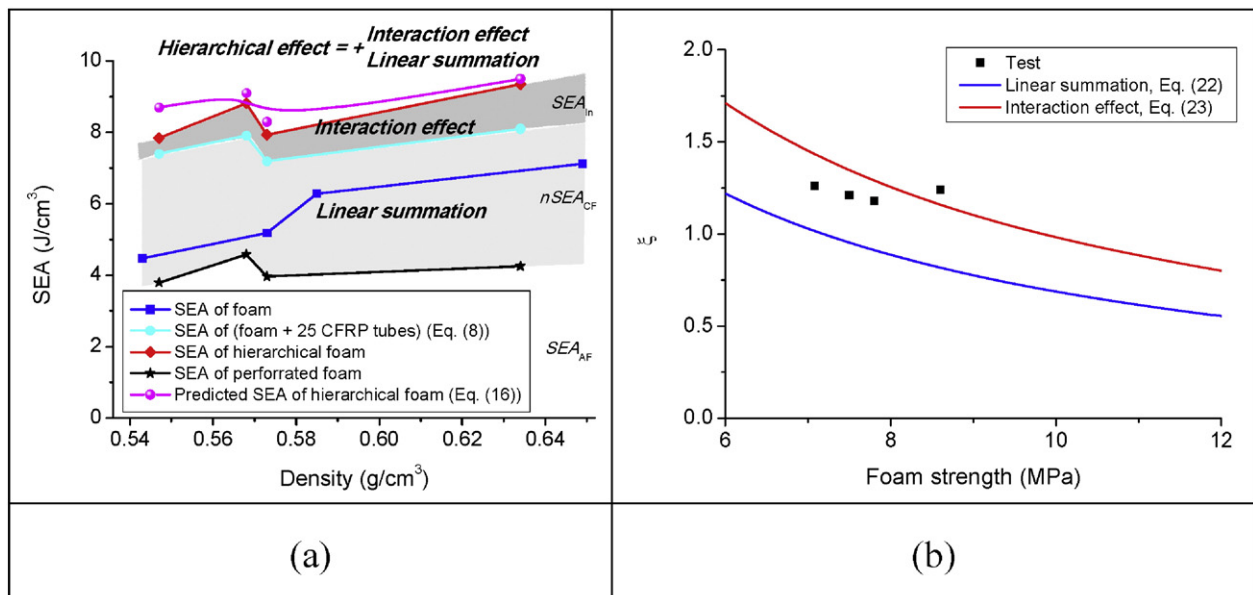 Hierarchical effect = + Interaction effect
Linear summation
10
8
6
4
2
0
SEA (J/cm³)
SEA_In
Interaction effect
nSEA_CF
Linear summation
SEA of foam
SEA of (foam + 25 CFRP tubes) (Eq. (8))
SEA of hierarchical foam
SEA of perforrated foam
Predicted SEA of hierarchical foam (Eq. (16))
SEA_AF
0.54 0.56 0.58 0.60 0.62 0.64
Density (g/cm³)
(a)
2.0
1.5
1.0
0.5
0.0
ξ
Test
Linear summation, Eq. (22)
Interaction effect, Eq. (23)
6 8 10 12
Foam strength (MPa)
(b)